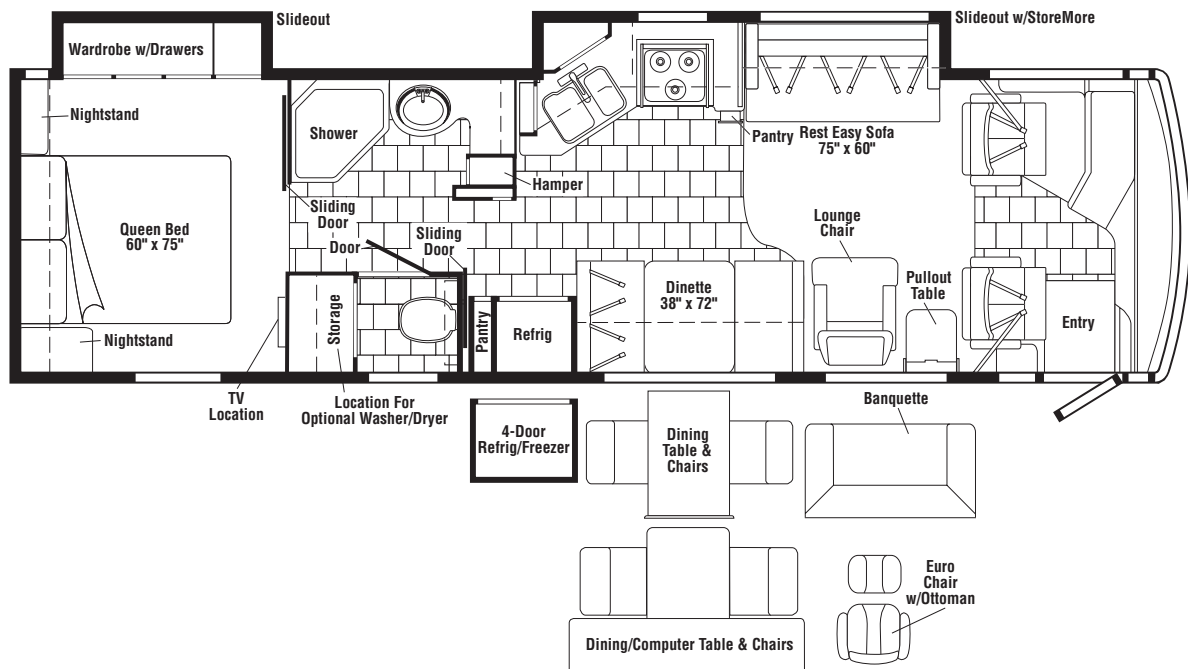 Slideout
Slideout w/StoreMore
Wardrobe w/Drawers
Nightstand
Shower
Pantry
Rest Easy Sofa
75" x 60"
Hamper
Sliding
Door
Queen Bed
60" x 75"
Door
Sliding
Door
Lounge
Chair
Pullout
Table
Dinette
38" x 72"
Entry
Nightstand
Storage
Pantry
Refrig
TV
Location
Location For
Optional Washer/Dryer
Banquette
4-Door
Refrig/Freezer
Dining
Table &
Chairs
Euro
Chair
w/Ottoman
Dining/Computer Table & Chairs